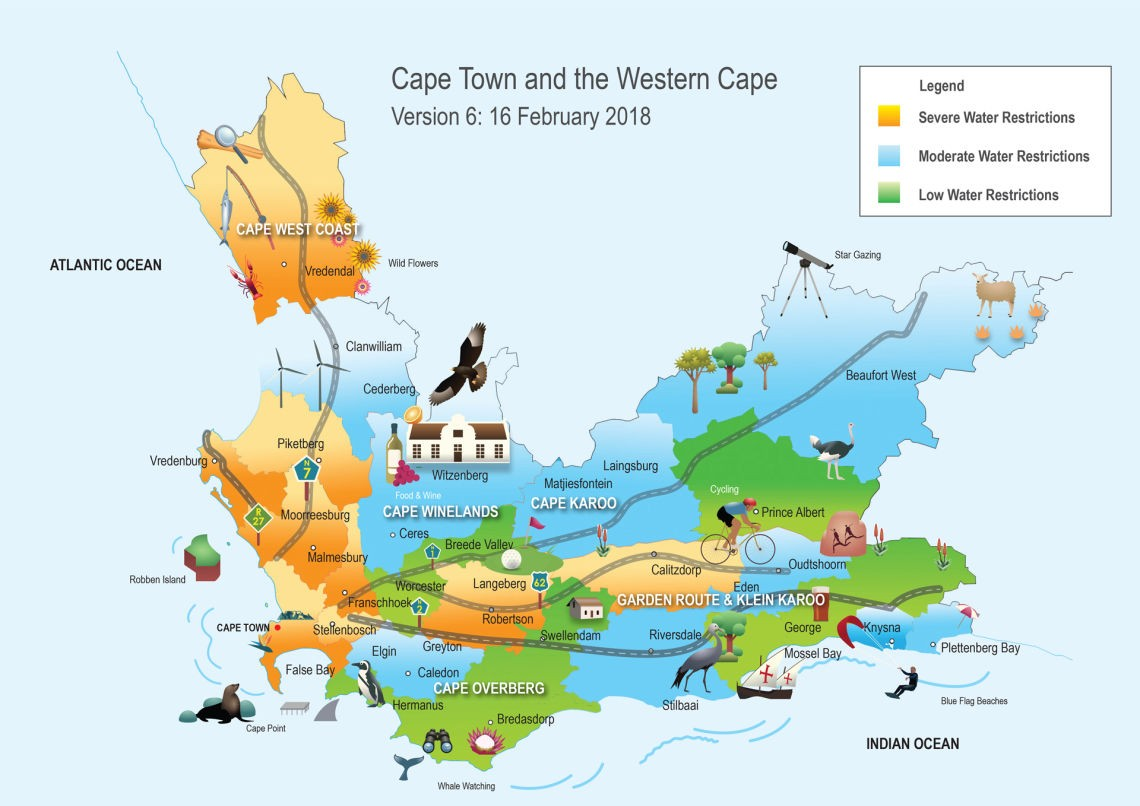 Cape Town and the Western Cape
Version 6: 16 February 2018
Legend
Severe Water Restrictions
Moderate Water Restrictions
Low Water Restrictions
ATLANTIC OCEAN
CAPE WEST COAST
Vredendal
Wild Flowers
Star Gazing
Clanwilliam
Cederberg
Beaufort West
Piketberg
Vredenburg
N
7
Witzenberg
Laingsburg
Matjiesfontein
Food & Wine
CAPE WINELANDS
CAPE KAROO
Cycling
Prince Albert
R
27
Moorreesburg
Ceres
Breede Valley
1
Malmesbury
Robben Island
Worcester
Langeberg
62
Calitzdorp
Oudtshoorn
Eden
Franschhoek
2
GARDEN ROUTE & KLEIN KAROO
Robertson
CAPE TOWN
Stellenbosch
Swellendam
Riversdale
George
Knysna
Greyton
Elgin
Mossel Bay
Plettenberg Bay
False Bay
Caledon
CAPE OVERBERG
Hermanus
Stilbaai
Blue Flag Beaches
Cape Point
Bredasdorp
INDIAN OCEAN
Whale Watching